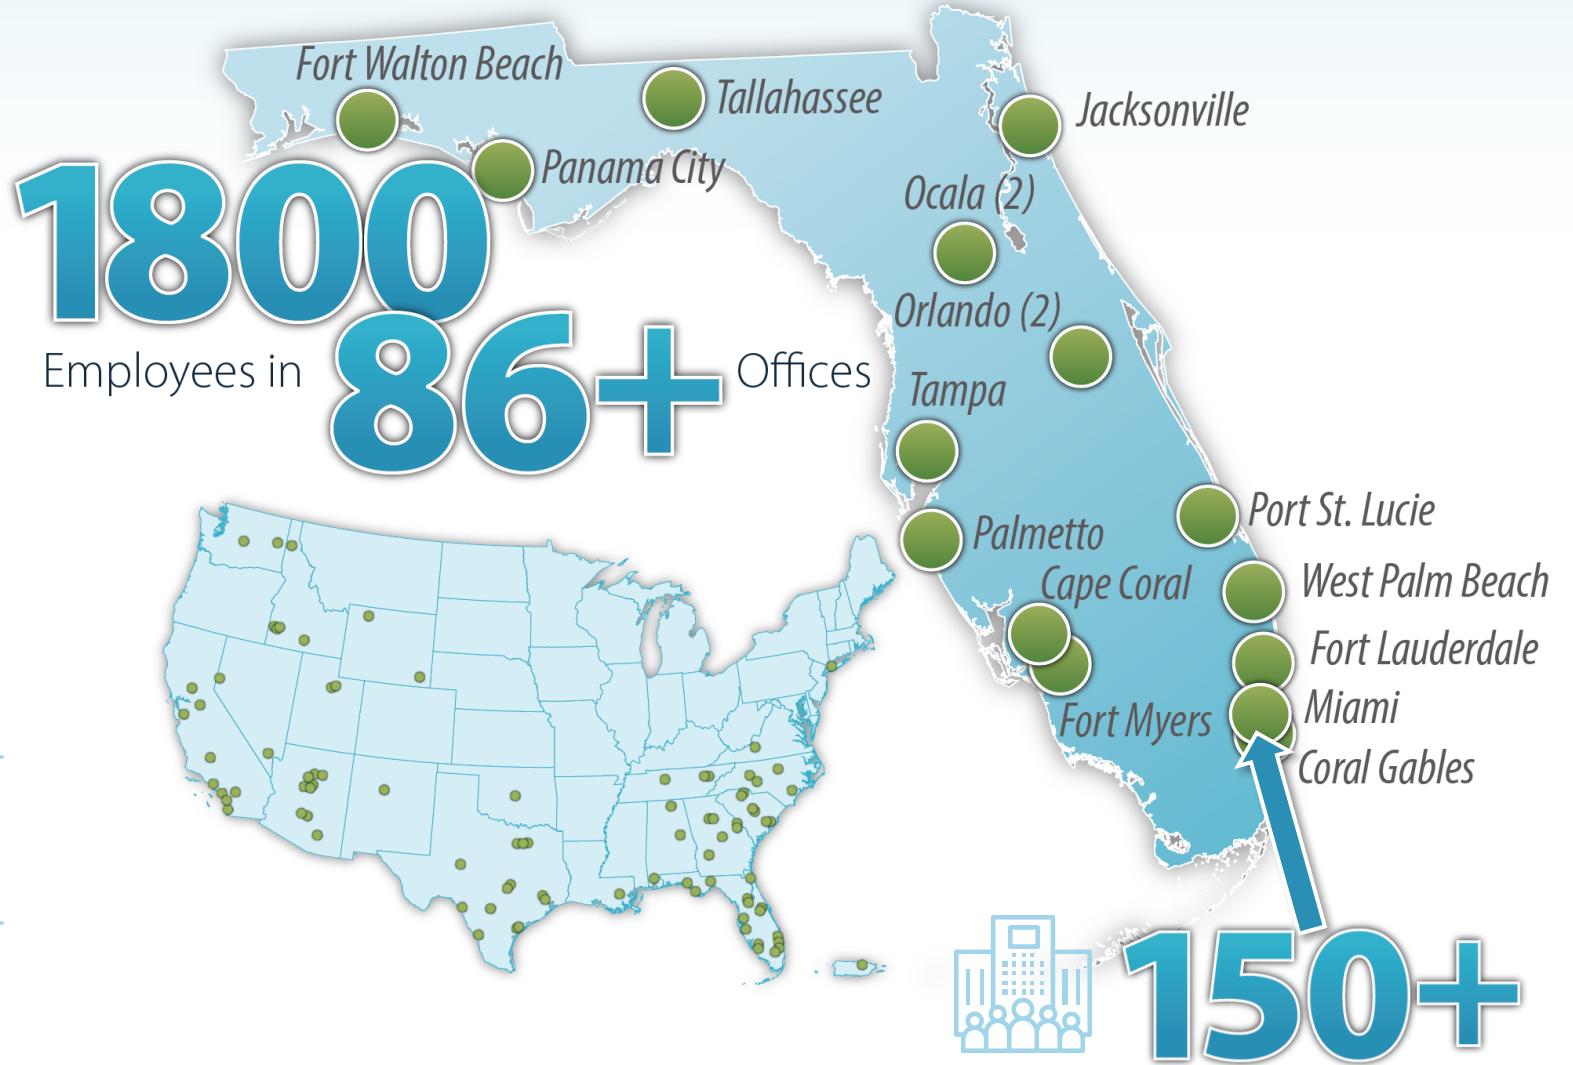 Fort Walton Beach
Tallahassee
Jacksonville
Panama City
Ocala (2)
1800
Orlando (2)
Employees in
86+
Offices
Tampa
Port St. Lucie
Palmetto
Cape Coral
West Palm Beach
Fort Lauderdale
Fort Myers
Miami
Coral Gables
150+